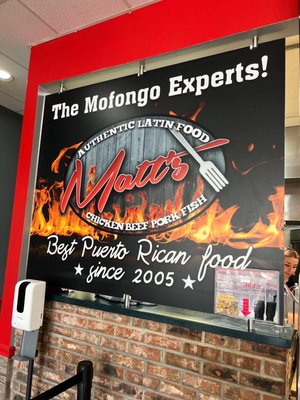 The Mofongo Experts!
AUTHENTIC LATIN FOOD
Matt's
CHICKEN BEEF PORK FISH
Best Puerto Rican food
since 2005